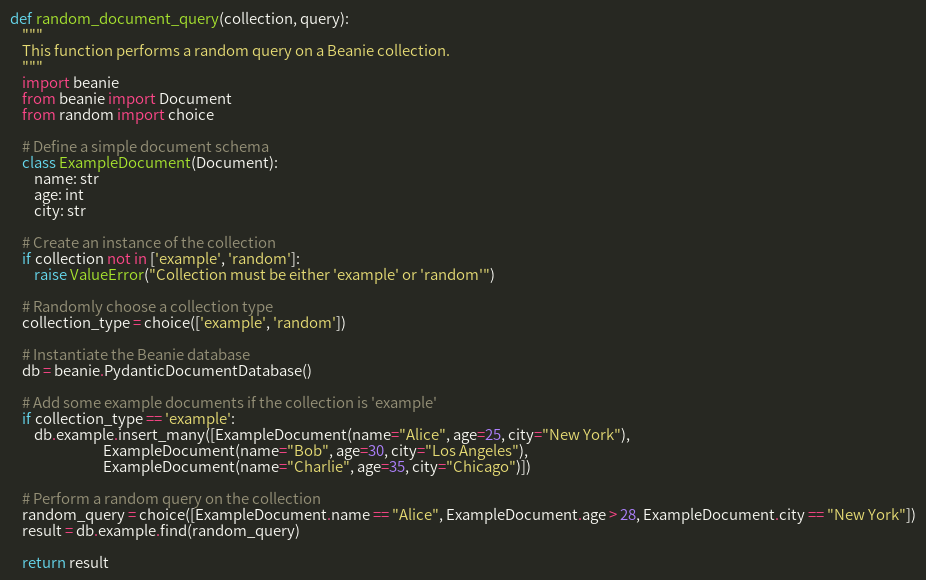 def random_document_query(collection, query):
    """
    This function performs a random query on a Beanie collection.
    """
    import beanie
    from beanie import Document
    from random import choice

    # Define a simple document schema
    class ExampleDocument(Document):
        name: str
        age: int
        city: str

    # Create an instance of the collection
    if collection not in ['example', 'random']:
        raise ValueError("Collection must be either 'example' or 'random'")

    # Randomly choose a collection type
    collection_type = choice(['example', 'random'])

    # Instantiate the Beanie database
    db = beanie.PydanticDocumentDatabase()

    # Add some example documents if the collection is 'example'
    if collection_type == 'example':
        db.example.insert_many([ExampleDocument(name="Alice", age=25, city="New York"),
                                ExampleDocument(name="Bob", age=30, city="Los Angeles"),
                                ExampleDocument(name="Charlie", age=35, city="Chicago")])

    # Perform a random query on the collection
    random_query = choice([ExampleDocument.name == "Alice", ExampleDocument.age > 28, ExampleDocument.city == "New York"])
    result = db.example.find(random_query)

    return result